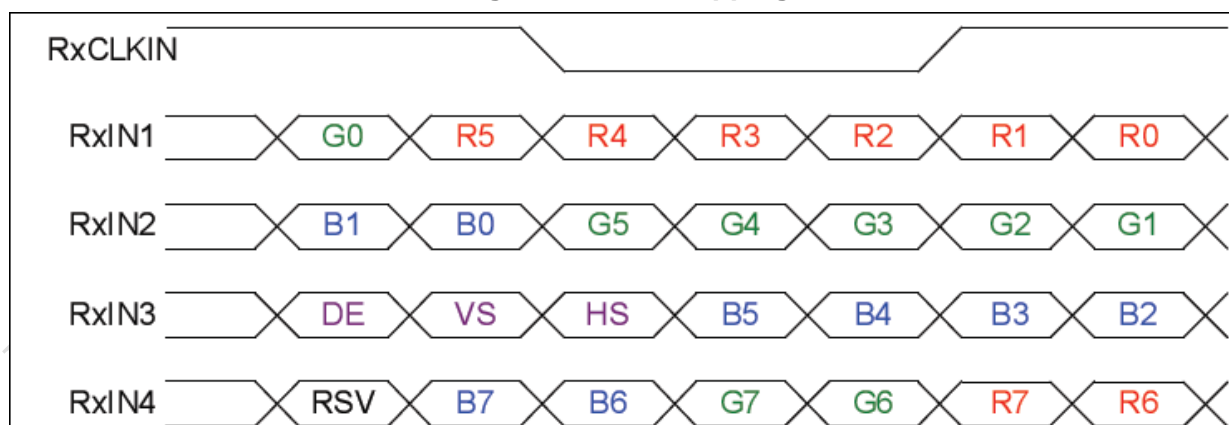 RxCLKIN
RxIN1 G0 R5 R4 R3 R2 R1 R0
RxIN2 B1 B0 G5 G4 G3 G2 G1
RxIN3 DE VS HS B5 B4 B3 B2
RxIN4 RSV B7 B6 G7 G6 R7 R6